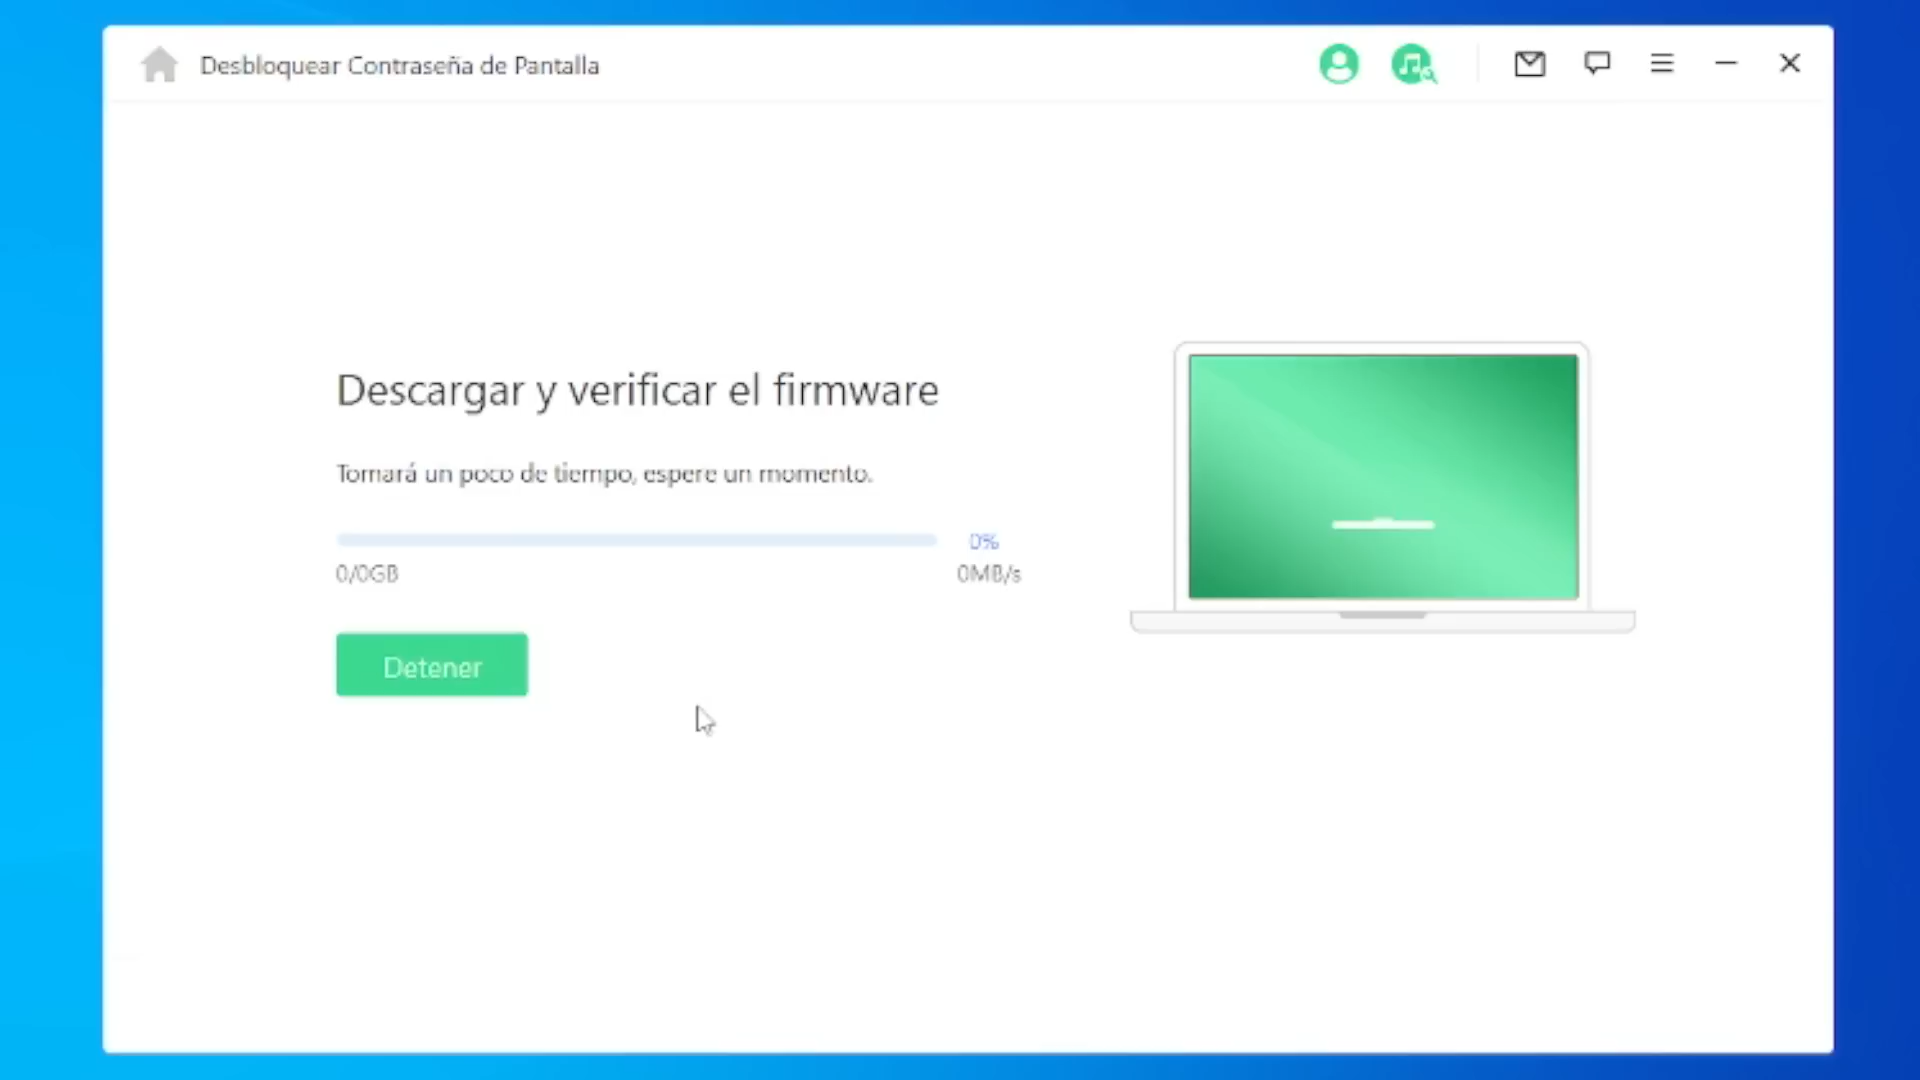 Desbloquear Contraseña de Pantalla
Descargar y verificar el firmware
Tomará un poco de tiempo, espere un momento.
0%
0/0GB
0MB/s
Detener